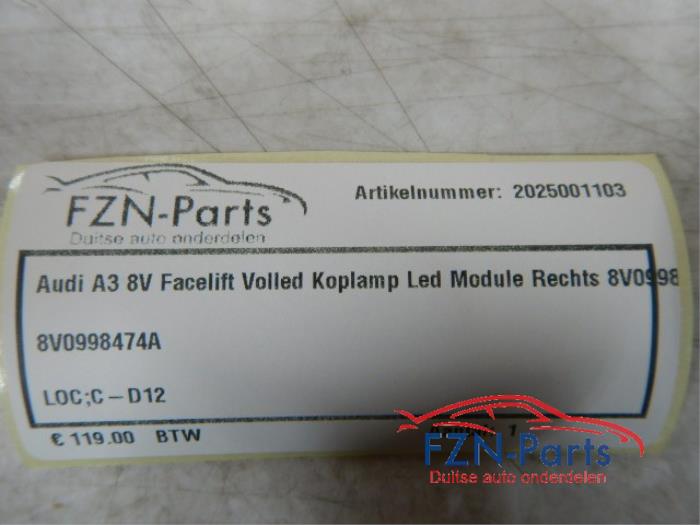 FZN-Parts
Duitse auto onderdelen
Artikelnummer: 2025001103
Audi A3 8V Facelift Volled Koplamp Led Module Rechts 8V0998
8V0998474A
LOC;C-D12
€ 119.00 BTW
1
FZN-Parts
Duitse auto onderdelen